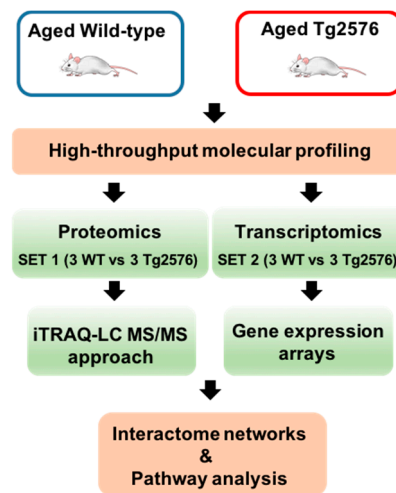 Aged Wild-type
Aged Tg2576
High-throughput molecular profiling
Proteomics
SET 1 (3 WT vs 3 Tg2576)
Transcriptomics
SET 2 (3 WT vs 3 Tg2576)
iTRAQ-LC MS/MS
approach
Gene expression
arrays
Interactome networks
&
Pathway analysis